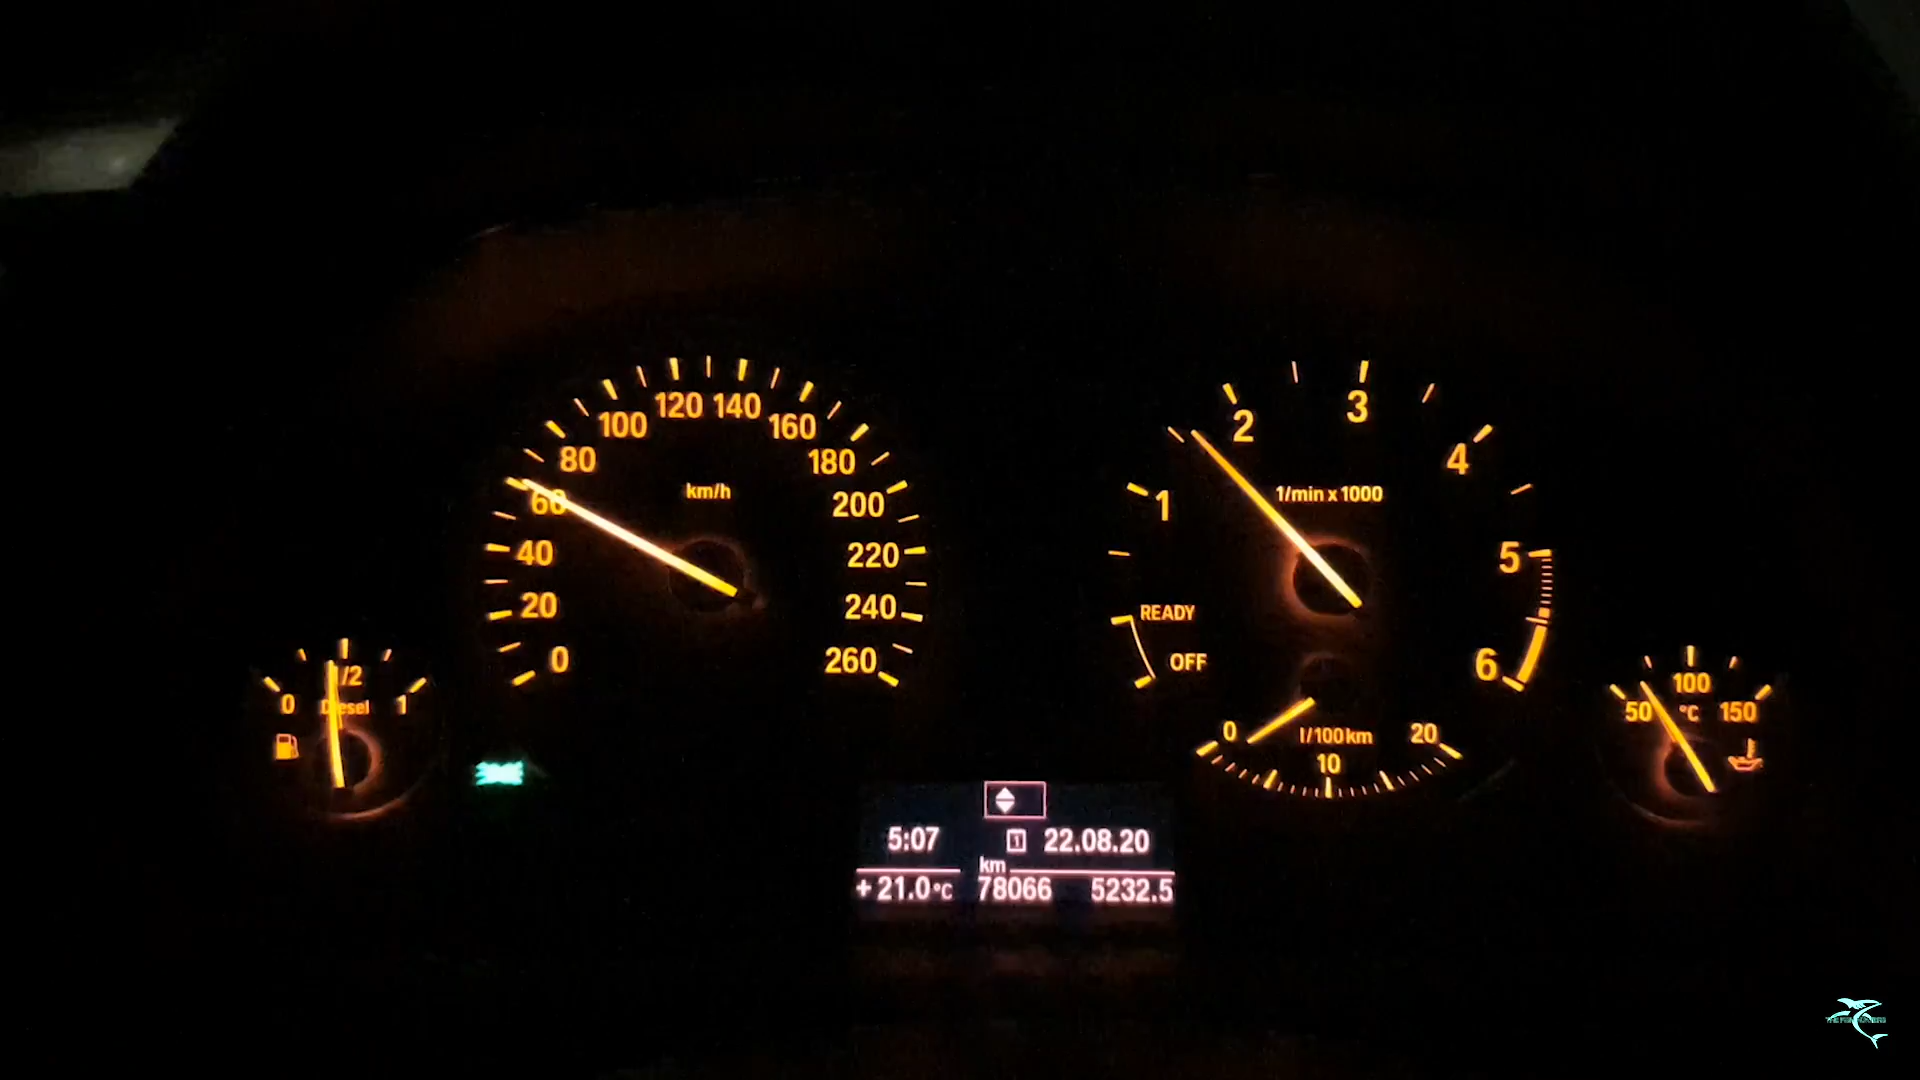 0 20 40 60 80 100 120 140 160 180 200 220 240 260
km/h
OFF READY 1 2 3 4 5 6
1/min x 1000
0 1/2 1
Diesel
0 10 20
l/100km
50 100 150
°C
5:07 1 22.08.20
km
+21.0°C 78066 5232.5